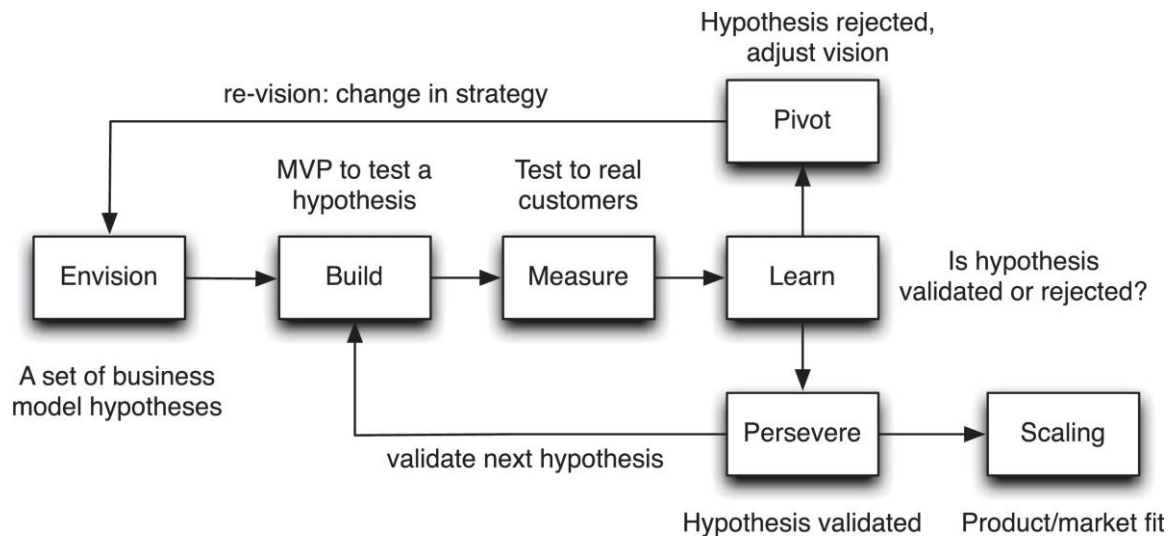 Hypothesis rejected,
adjust vision
re-vision: change in strategy
Pivot
MVP to test a
hypothesis
Test to real
customers
Envision
Build
Measure
Learn
Is hypothesis
validated or rejected?
A set of business
model hypotheses
validate next hypothesis
Persevere
Scaling
Hypothesis validated
Product/market fit